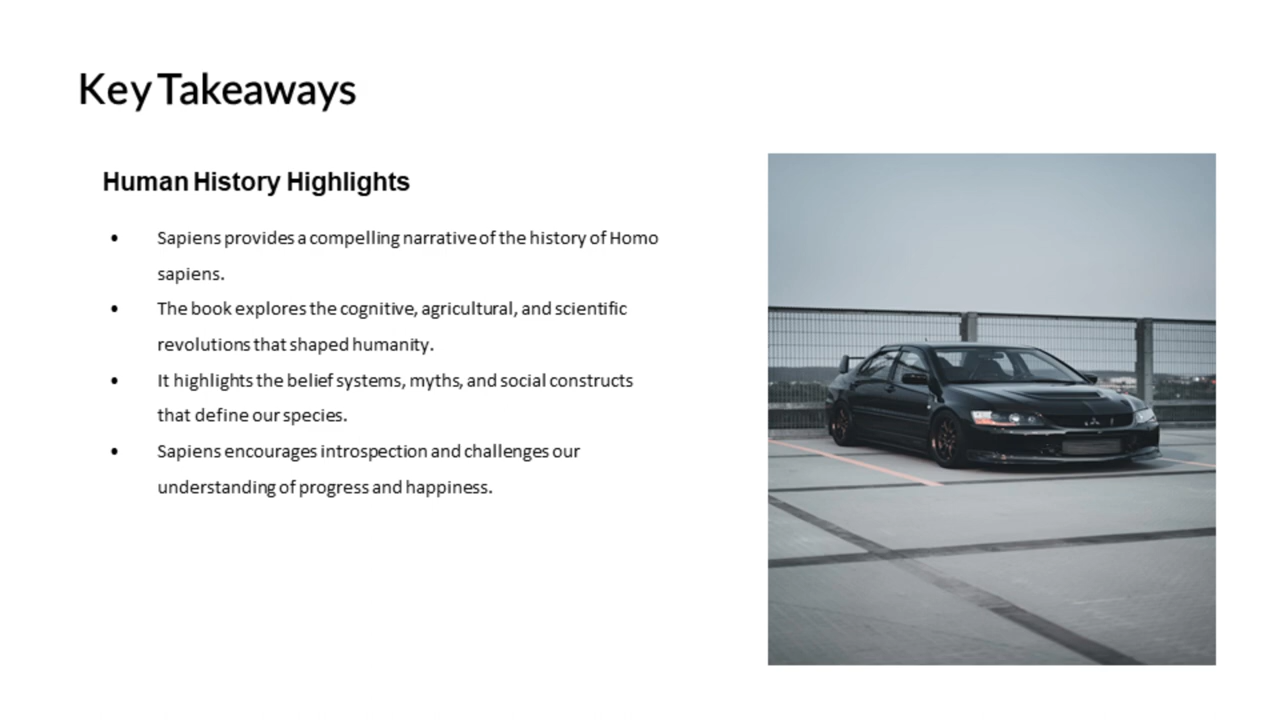 Key Takeaways
Human History Highlights
• Sapiens provides a compelling narrative of the history of Homo
sapiens.
• The book explores the cognitive, agricultural, and scientific
revolutions that shaped humanity.
• It highlights the belief systems, myths, and social constructs
that define our species.
• Sapiens encourages introspection and challenges our
understanding of progress and happiness.